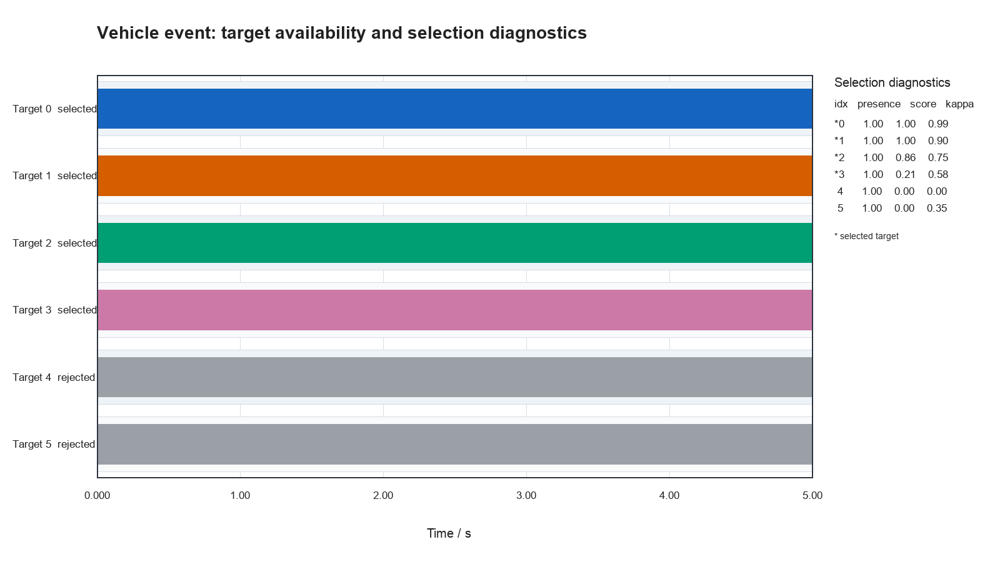 Vehicle event: target availability and selection diagnostics
Target 0 selected
Target 1 selected
Target 2 selected
Target 3 selected
Target 4 rejected
Target 5 rejected
0.000 1.00 2.00 3.00 4.00 5.00
Time / s
Selection diagnostics
idx presence score kappa
*0 1.00 1.00 0.99
*1 1.00 1.00 0.90
*2 1.00 0.86 0.75
*3 1.00 0.21 0.58
4 1.00 0.00 0.00
5 1.00 0.00 0.35
* selected target